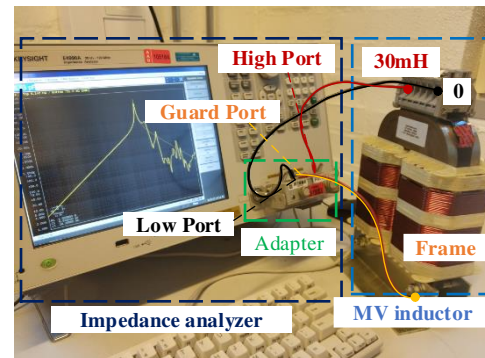 KEYSIGHT E4990A
High Port
30mH
0
Guard Port
Low Port
Adapter
Frame
MV inductor
Impedance analyzer